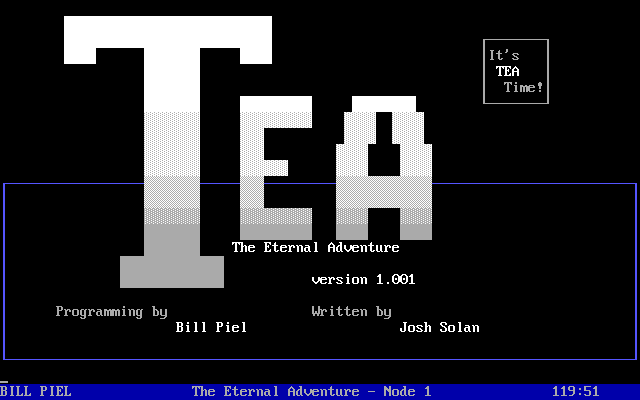 TEA
It's
TEA
Time!
The Eternal Adventure
version 1.001
Programming by Written by
Bill Piel Josh Solan
BILL PIEL The Eternal Adventure - Node 1 119:51